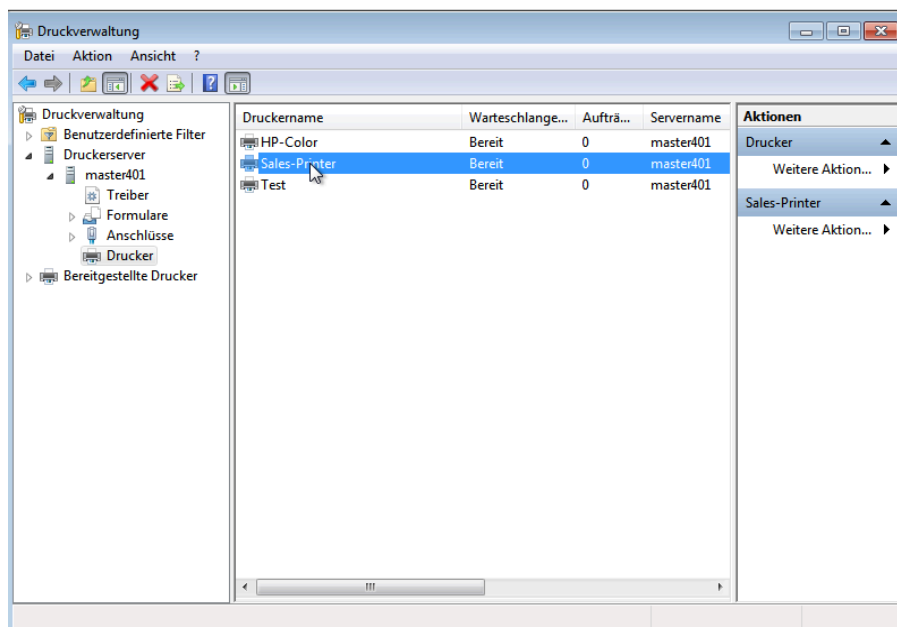 Druckverwaltung
Datei Aktion Ansicht ?
Druckverwaltung
Benutzerdefinierte Filter
Druckerserver
master401
Treiber
Formulare
Anschlüsse
Drucker
Bereitgestellte Drucker
Druckername Warteschlange... Aufträ... Servername
HP-Color Bereit 0 master401
Sales-Printer Bereit 0 master401
Test Bereit 0 master401
Aktionen
Drucker
Weitere Aktion...
Sales-Printer
Weitere Aktion...